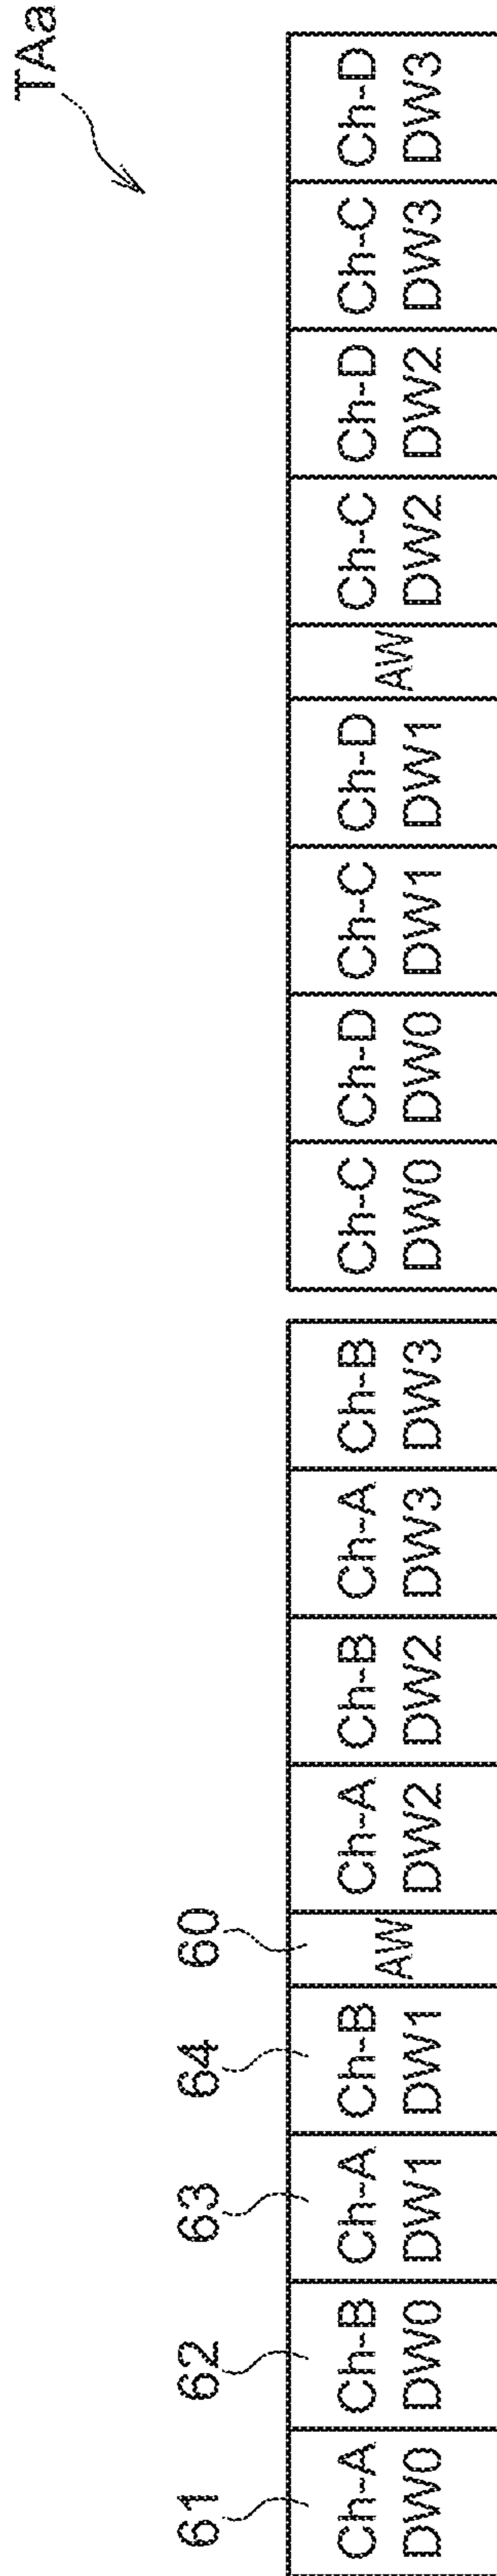 TAa
61 62 63 64 60
Ch-A Ch-B Ch-A Ch-B AW Ch-A Ch-B Ch-A Ch-B Ch-C Ch-D Ch-C Ch-D AW Ch-C Ch-D Ch-C Ch-D
DW0 DW0 DW1 DW1 DW2 DW2 DW3 DW3 DW0 DW0 DW1 DW1 DW2 DW2 DW3 DW3